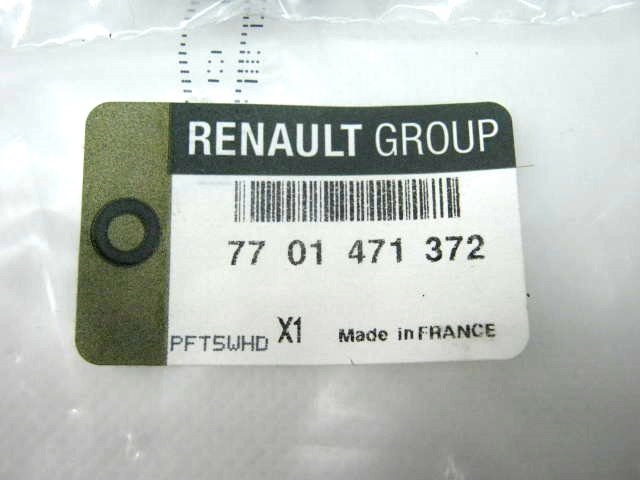 RENAULT GROUP
77 01 471 372
PFT5WHD X1 Made in FRANCE